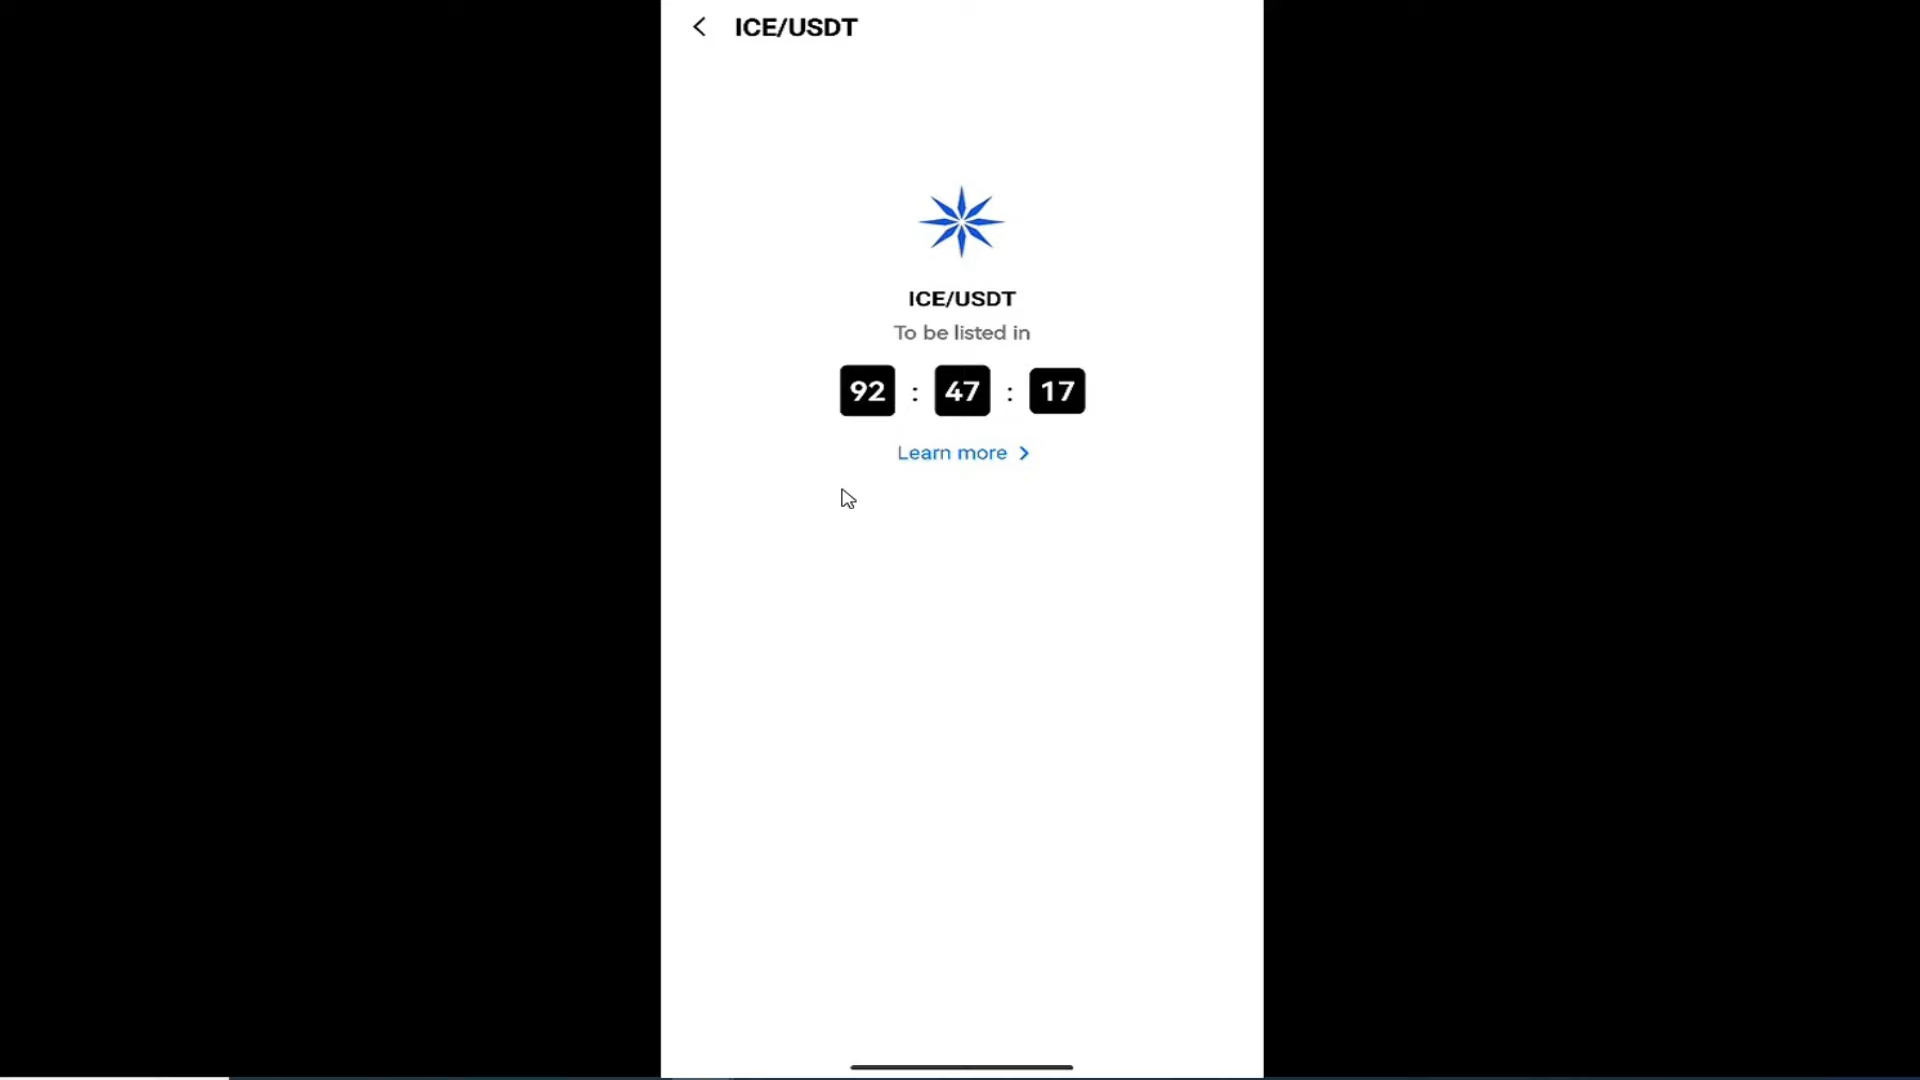 ICE/USDT
ICE/USDT
To be listed in
92 : 47 : 17
Learn more